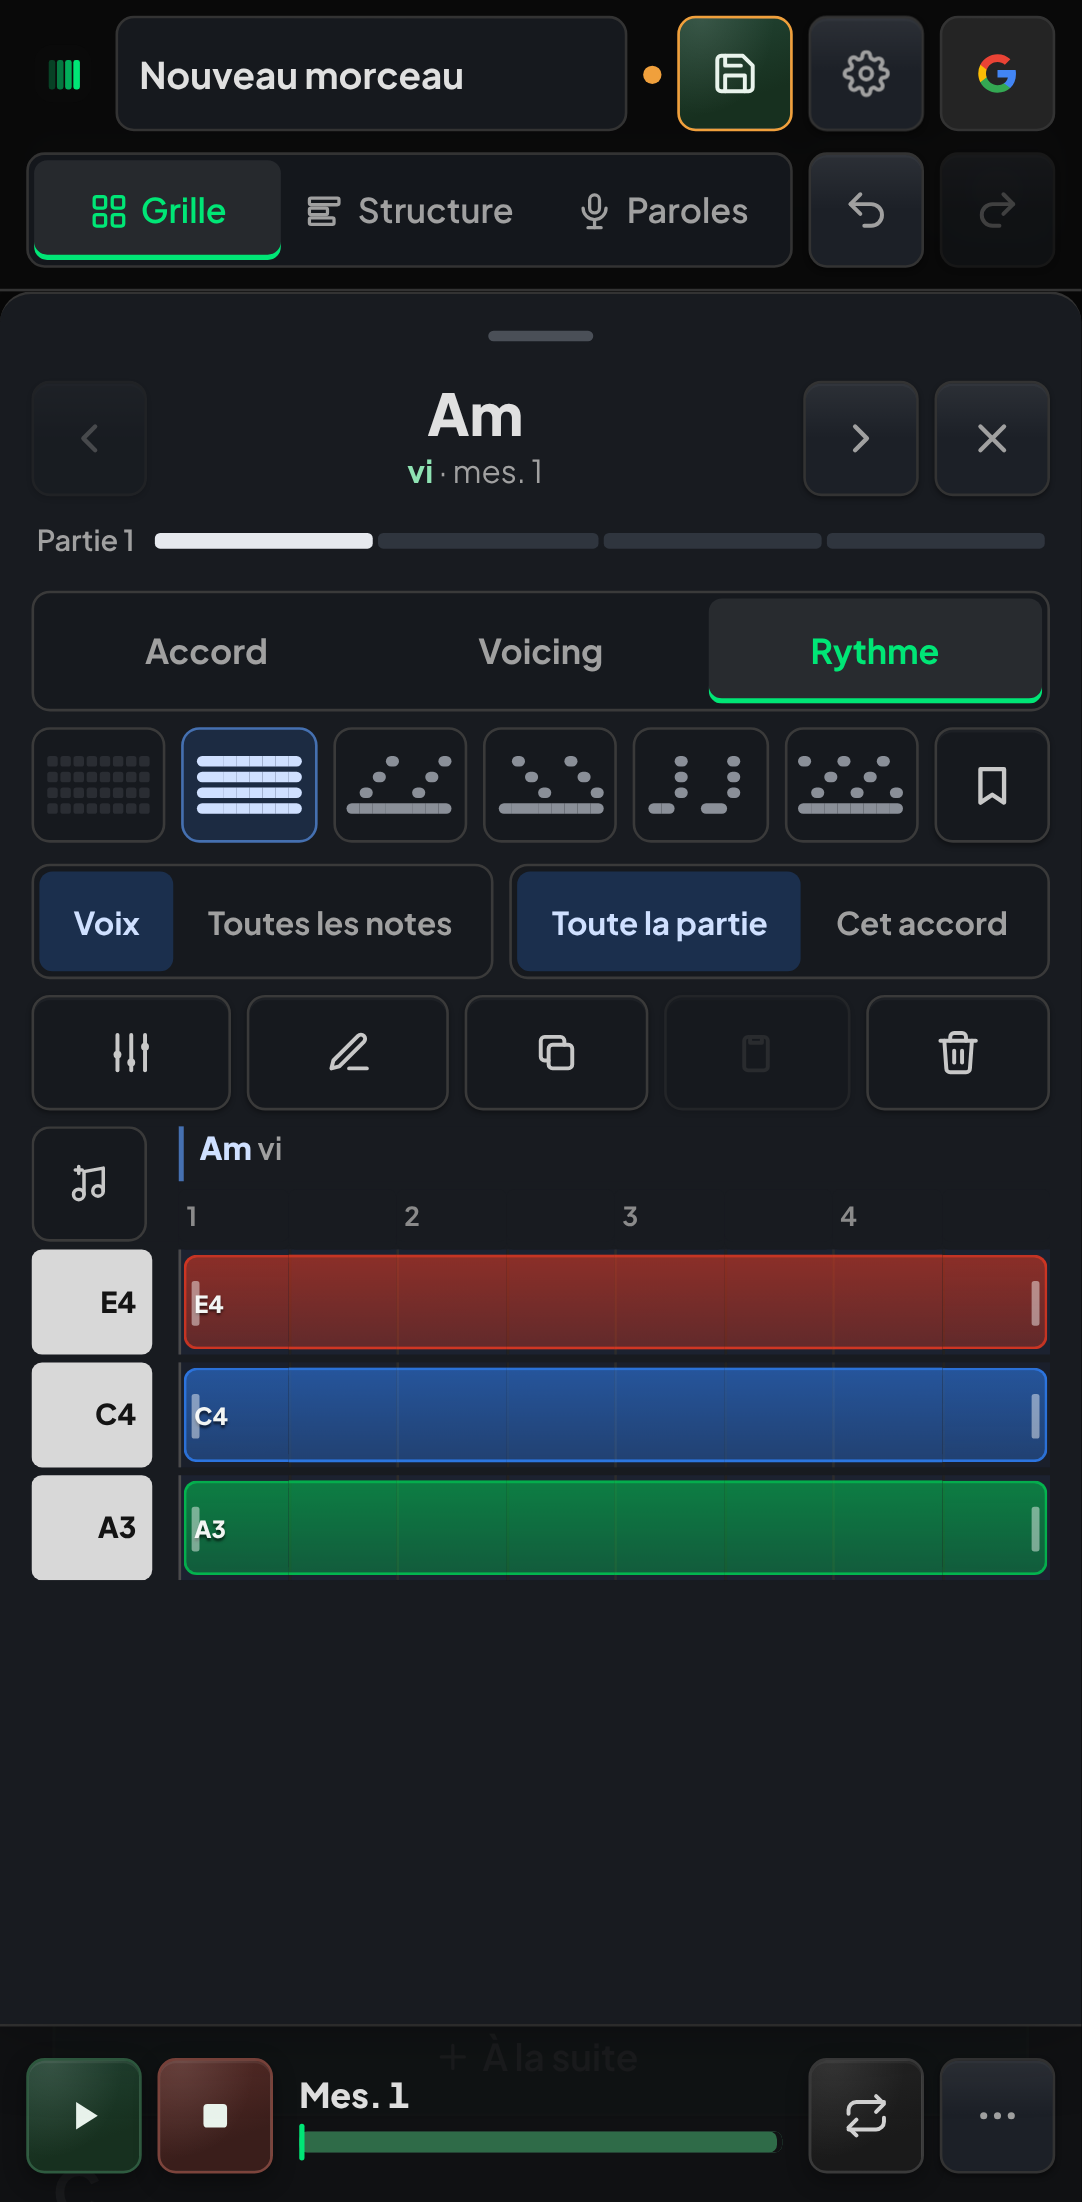 Nouveau morceau
Grille Structure Paroles
Am
vi · mes. 1
Partie 1
Accord Voicing Rythme
Voix Toutes les notes Toute la partie Cet accord
Am vi
1 2 3 4
E4 E4
C4 C4
A3 A3
+ À la suite
Mes. 1